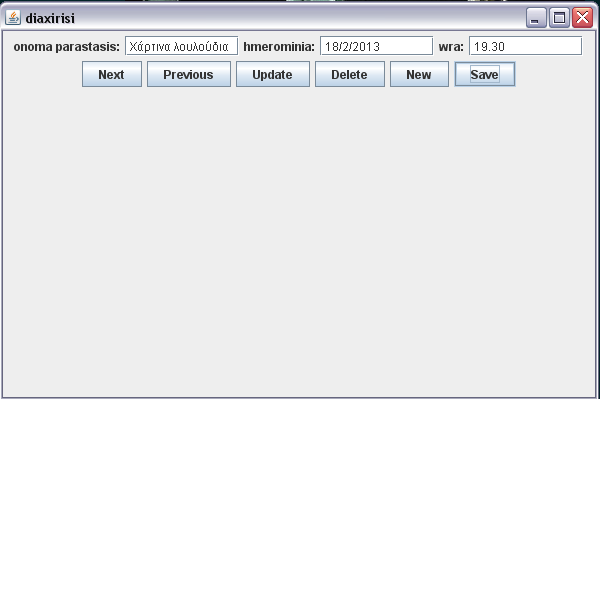 diaxirisi
onoma parastasis: Χάρτινα λουλούδια hmerominia: 18/2/2013 wra: 19.30
Next Previous Update Delete New Save